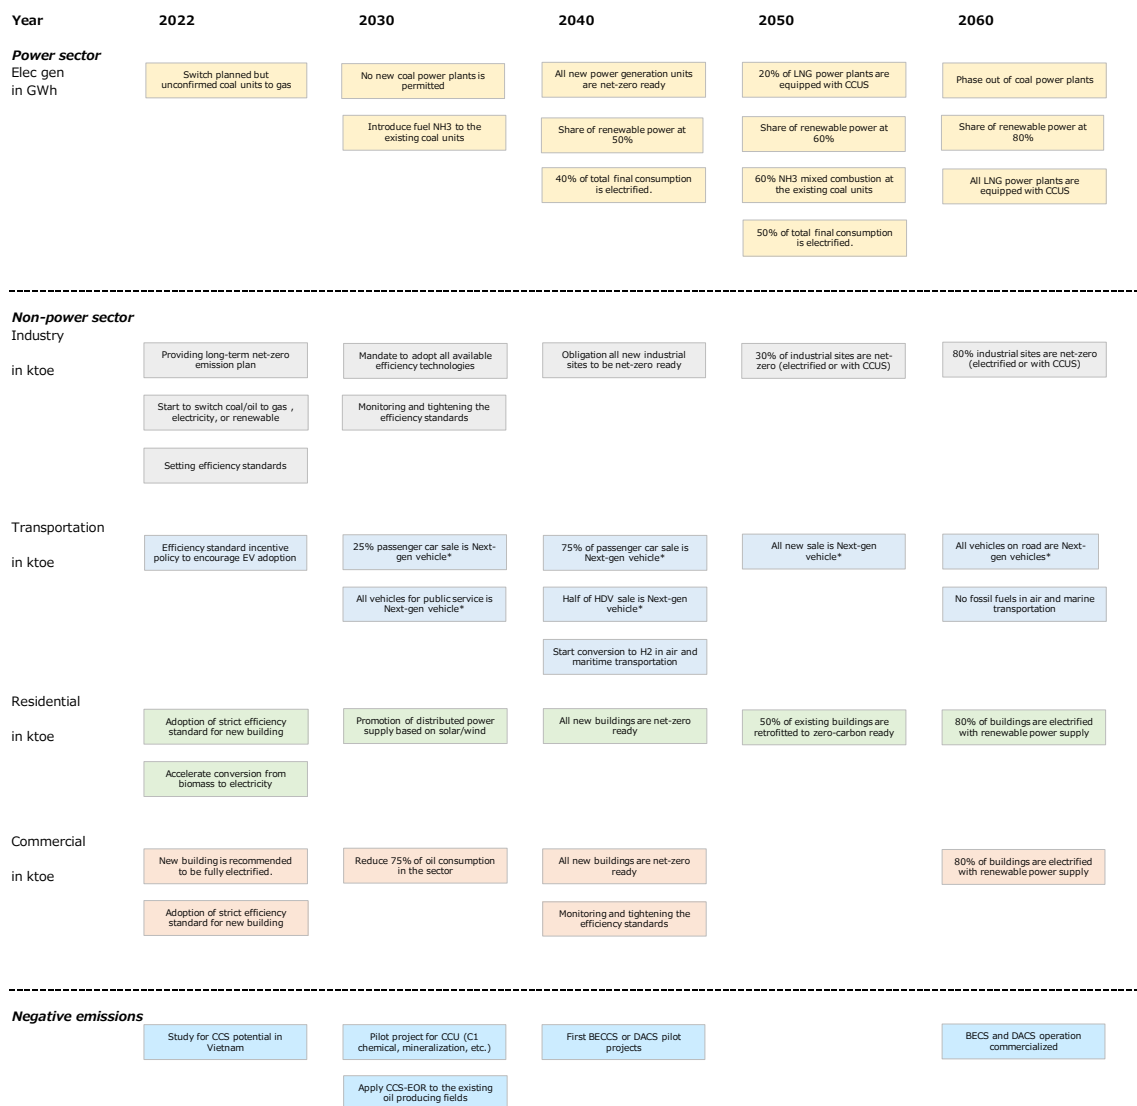 Year 2022 2030 2040 2050 2060
Power sector
Elec gen
in GWh
Switch planned but
unconfirmed coal units to gas
No new coal power plants is
permitted
All new power generation units
are net-zero ready
20% of LNG power plants are
equipped with CCUS
Phase out of coal power plants
Introduce fuel NH3 to the
existing coal units
Share of renewable power at
50%
Share of renewable power at
60%
Share of renewable power at
80%
40% of total final consumption
is electrified.
60% NH3 mixed combustion at
the existing coal units
All LNG power plants are
equipped with CCUS
50% of total final consumption
is electrified.
Non-power sector
Industry
in ktoe
Providing long-term net-zero
emission plan
Mandate to adopt all available
efficiency technologies
Obligation all new industrial
sites to be net-zero ready
30% of industrial sites are net-
zero (electrified or with CCUS)
80% industrial sites are net-zero
(electrified or with CCUS)
Start to switch coal/oil to gas ,
electricity, or renewable
Monitoring and tightening the
efficiency standards
Setting efficiency standards
Transportation
in ktoe
Efficiency standard incentive
policy to encourage EV adoption
25% passenger car sale is Next-
gen vehicle*
75% of passenger car sale is
Next-gen vehicle*
All new sale is Next-gen
vehicle*
All vehicles on road are Next-
gen vehicles*
All vehicles for public service is
Next-gen vehicle*
Half of HDV sale is Next-gen
vehicle*
No fossil fuels in air and marine
transportation
Start conversion to H2 in air and
maritime transportation
Residential
in ktoe
Adoption of strict efficiency
standard for new building
Promotion of distributed power
supply based on solar/wind
All new buildings are net-zero
ready
50% of existing buildings are
retrofitted to zero-carbon ready
80% of buildings are electrified
with renewable power supply
Accelerate conversion from
biomass to electricity
Commercial
in ktoe
New building is recommended
to be fully electrified.
Reduce 75% of oil consumption
in the sector
All new buildings are net-zero
ready
80% of buildings are electrified
with renewable power supply
Adoption of strict efficiency
standard for new building
Monitoring and tightening the
efficiency standards
Negative emissions
Study for CCS potential in
Vietnam
Pilot project for CCU (C1
chemical, mineralization, etc.)
First BECCS or DACS pilot
projects
BECS and DACS operation
commercialized
Apply CCS-EOR to the existing
oil producing fields